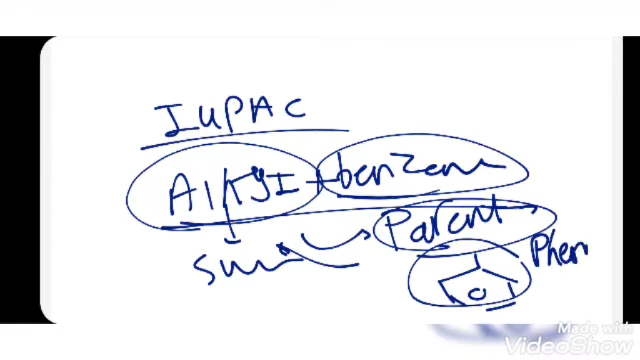 IUPAC
Alkyl + benzene
Parent
Phen
Made with
VideoShow